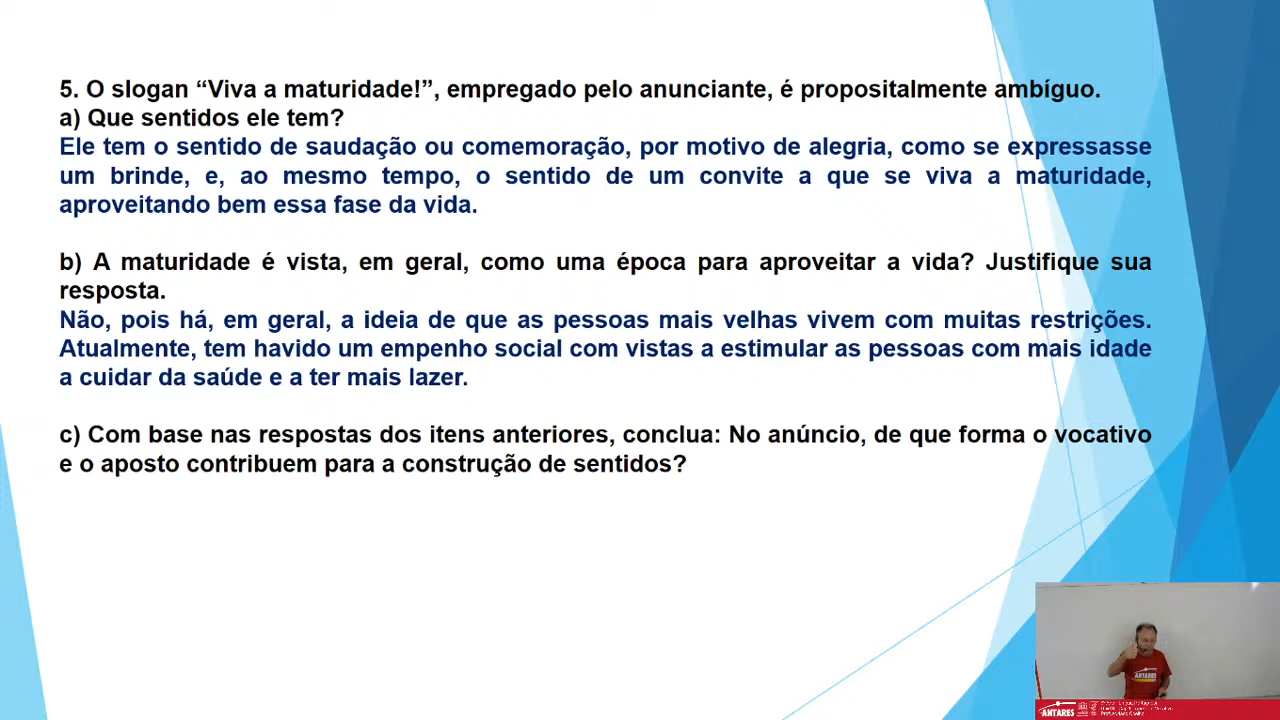 5. O slogan “Viva a maturidade!”, empregado pelo anunciante, é propositalmente ambíguo.
a) Que sentidos ele tem?
Ele tem o sentido de saudação ou comemoração, por motivo de alegria, como se expressasse
um brinde, e, ao mesmo tempo, o sentido de um convite a que se viva a maturidade,
aproveitando bem essa fase da vida.
b) A maturidade é vista, em geral, como uma época para aproveitar a vida? Justifique sua
resposta.
Não, pois há, em geral, a ideia de que as pessoas mais velhas vivem com muitas restrições.
Atualmente, tem havido um empenho social com vistas a estimular as pessoas com mais idade
a cuidar da saúde e a ter mais lazer.
c) Com base nas respostas dos itens anteriores, conclua: No anúncio, de que forma o vocativo
e o aposto contribuem para a construção de sentidos?
ANTARES
ANTARES